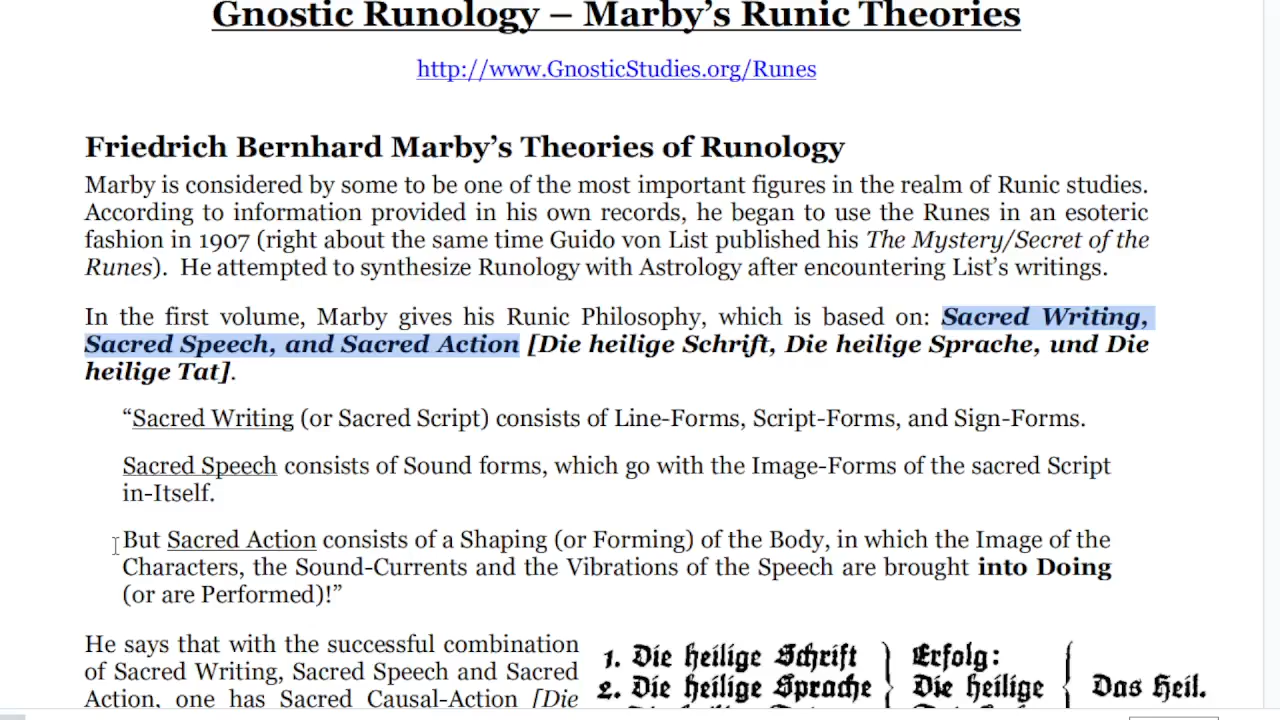 Gnostic Runology – Marby's Runic Theories
http://www.GnosticStudies.org/Runes
Friedrich Bernhard Marby's Theories of Runology
Marby is considered by some to be one of the most important figures in the realm of Runic studies.
According to information provided in his own records, he began to use the Runes in an esoteric
fashion in 1907 (right about the same time Guido von List published his The Mystery/Secret of the
Runes).  He attempted to synthesize Runology with Astrology after encountering List's writings.
In the first volume, Marby gives his Runic Philosophy, which is based on: Sacred Writing,
Sacred Speech, and Sacred Action [Die heilige Schrift, Die heilige Sprache, und Die
heilige Tat].
“Sacred Writing (or Sacred Script) consists of Line-Forms, Script-Forms, and Sign-Forms.
Sacred Speech consists of Sound forms, which go with the Image-Forms of the sacred Script
in-Itself.
But Sacred Action consists of a Shaping (or Forming) of the Body, in which the Image of the
Characters, the Sound-Currents and the Vibrations of the Speech are brought into Doing
(or are Performed)!”
He says that with the successful combination
of Sacred Writing, Sacred Speech and Sacred
Action, one has Sacred Causal-Action [Die
1. Die heilige Schrift
2. Die heilige Sprache
Erfolg:
Die heilige
Das Heil.